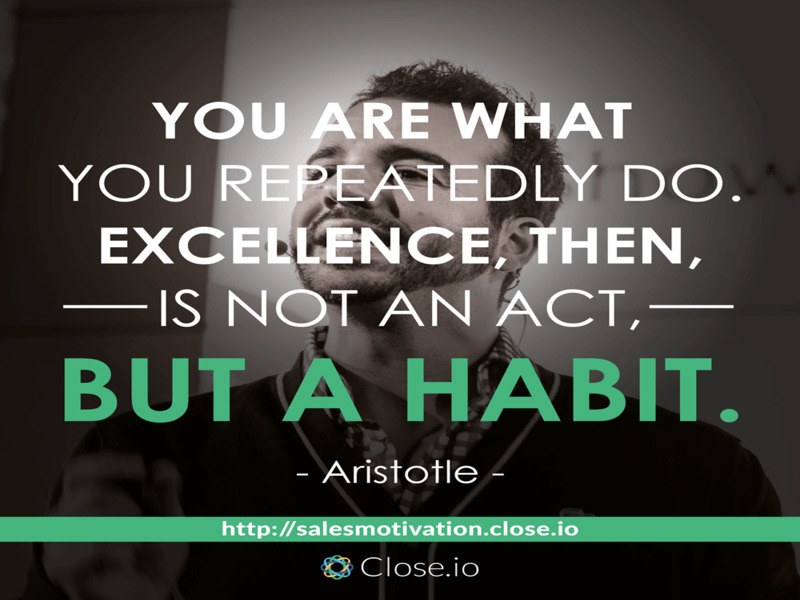 YOU ARE WHAT
YOU REPEATEDLY DO.
EXCELLENCE, THEN,
IS NOT AN ACT,
BUT A HABIT.
- Aristotle -
http://salesmotivation.close.io
Close.io